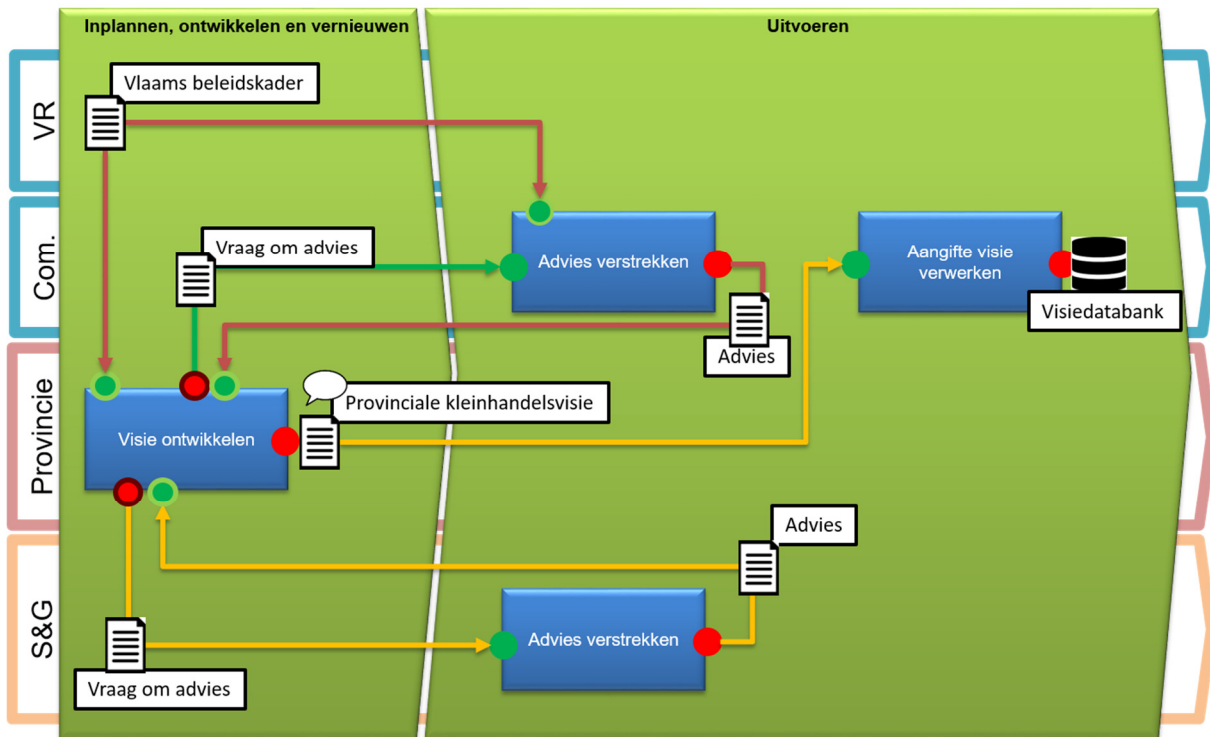 Inplannen, ontwikkelen en vernieuwen
Uitvoeren
VR
Vlaams beleidskader
Com.
Vraag om advies
Advies verstrekken
Aangifte visie
verwerken
Visiedatabank
Advies
Provincie
Provinciale kleinhandelsvisie
Visie ontwikkelen
Advies
S&G
Advies verstrekken
Vraag om advies